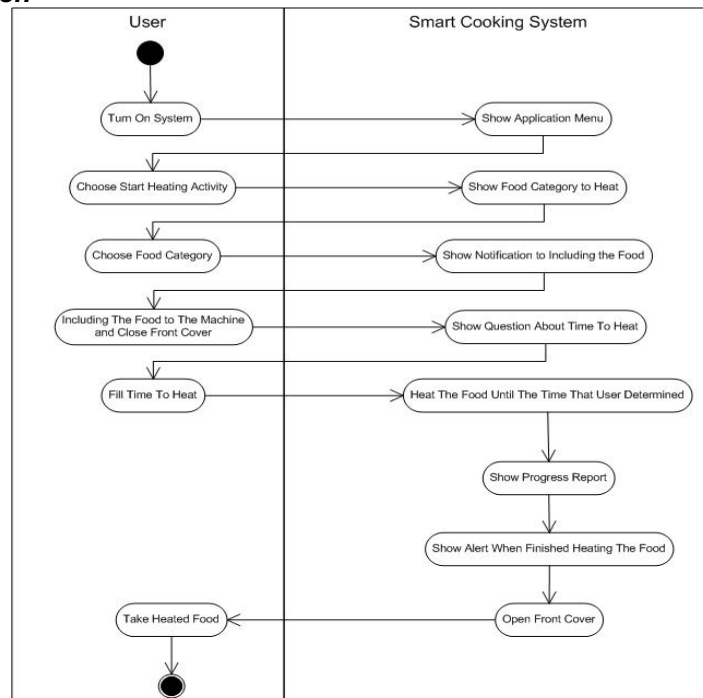 User
Smart Cooking System
Turn On System
Show Application Menu
Choose Start Heating Activity
Show Food Category to Heat
Choose Food Category
Show Notification to Including the Food
Including The Food to The Machine
and Close Front Cover
Show Question About Time To Heat
Fill Time To Heat
Heat The Food Until The Time That User Determined
Show Progress Report
Show Alert When Finished Heating The Food
Take Heated Food
Open Front Cover